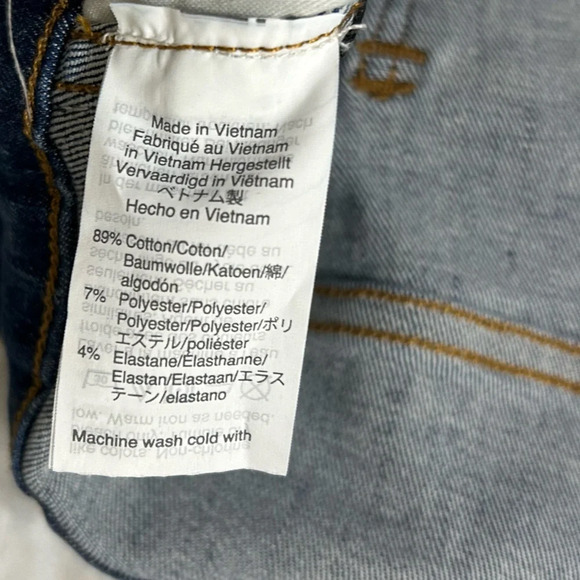 Made in Vietnam
Fabriqué au Vietnam
in Vietnam Hergestellt
Vervaardigd in Viëtnam
ベトナム製
Hecho en Vietnam
89% Cotton/Coton/
Baumwolle/Katoen/綿/
algodón
7% Polyester/Polyester/
Polyester/Polyester/ポリ
エステル/poliéster
4% Elastane/Élasthanne/
Elastan/Elastaan/エラス
テーン/elastano
Machine wash cold with